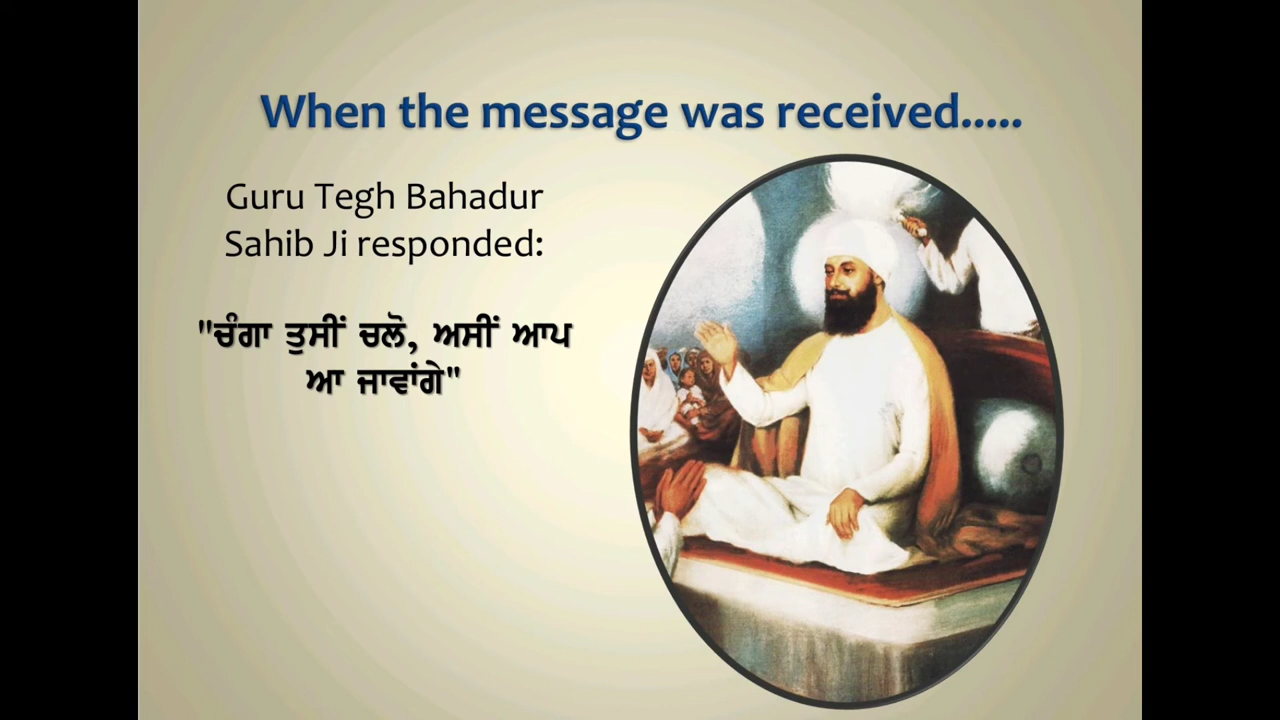 When the message was received.....
Guru Tegh Bahadur
Sahib Ji responded:
"ਚੰਗਾ ਤੁਸੀਂ ਚਲੋ, ਅਸੀਂ ਆਪ
ਆ ਜਾਵਾਂਗੇ"